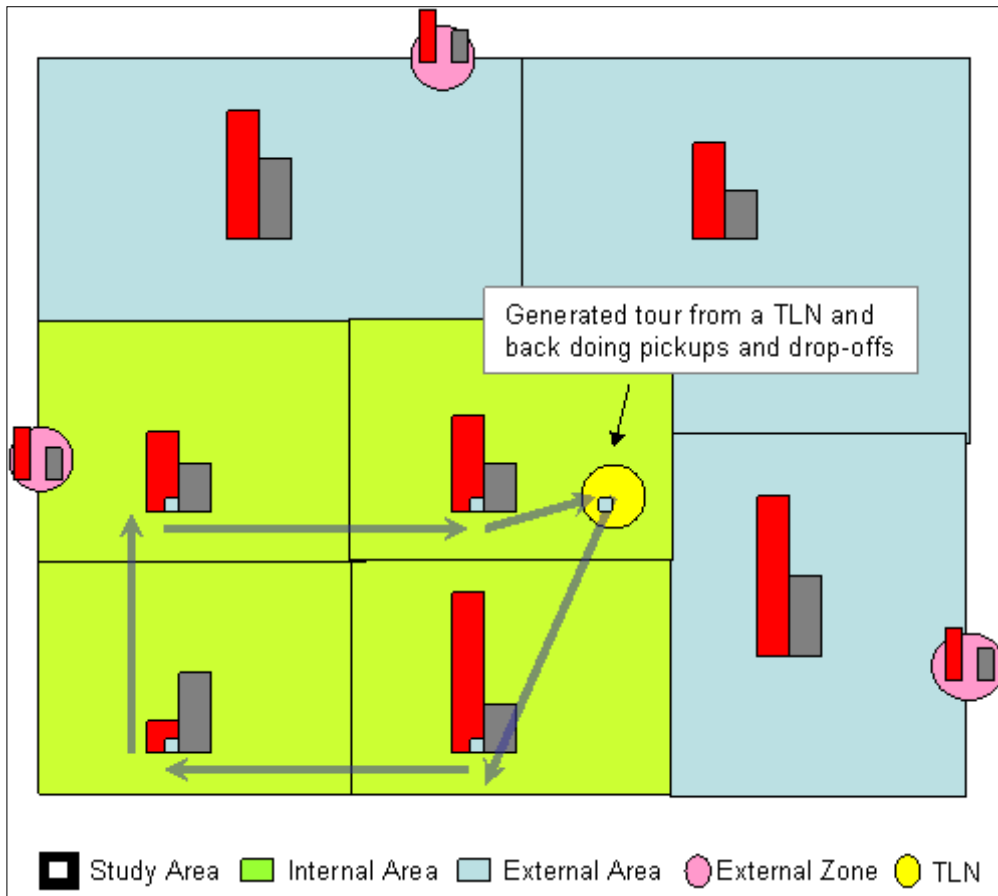 Generated tour from a TLN and
back doing pickups and drop-offs
Study Area Internal Area External Area External Zone TLN